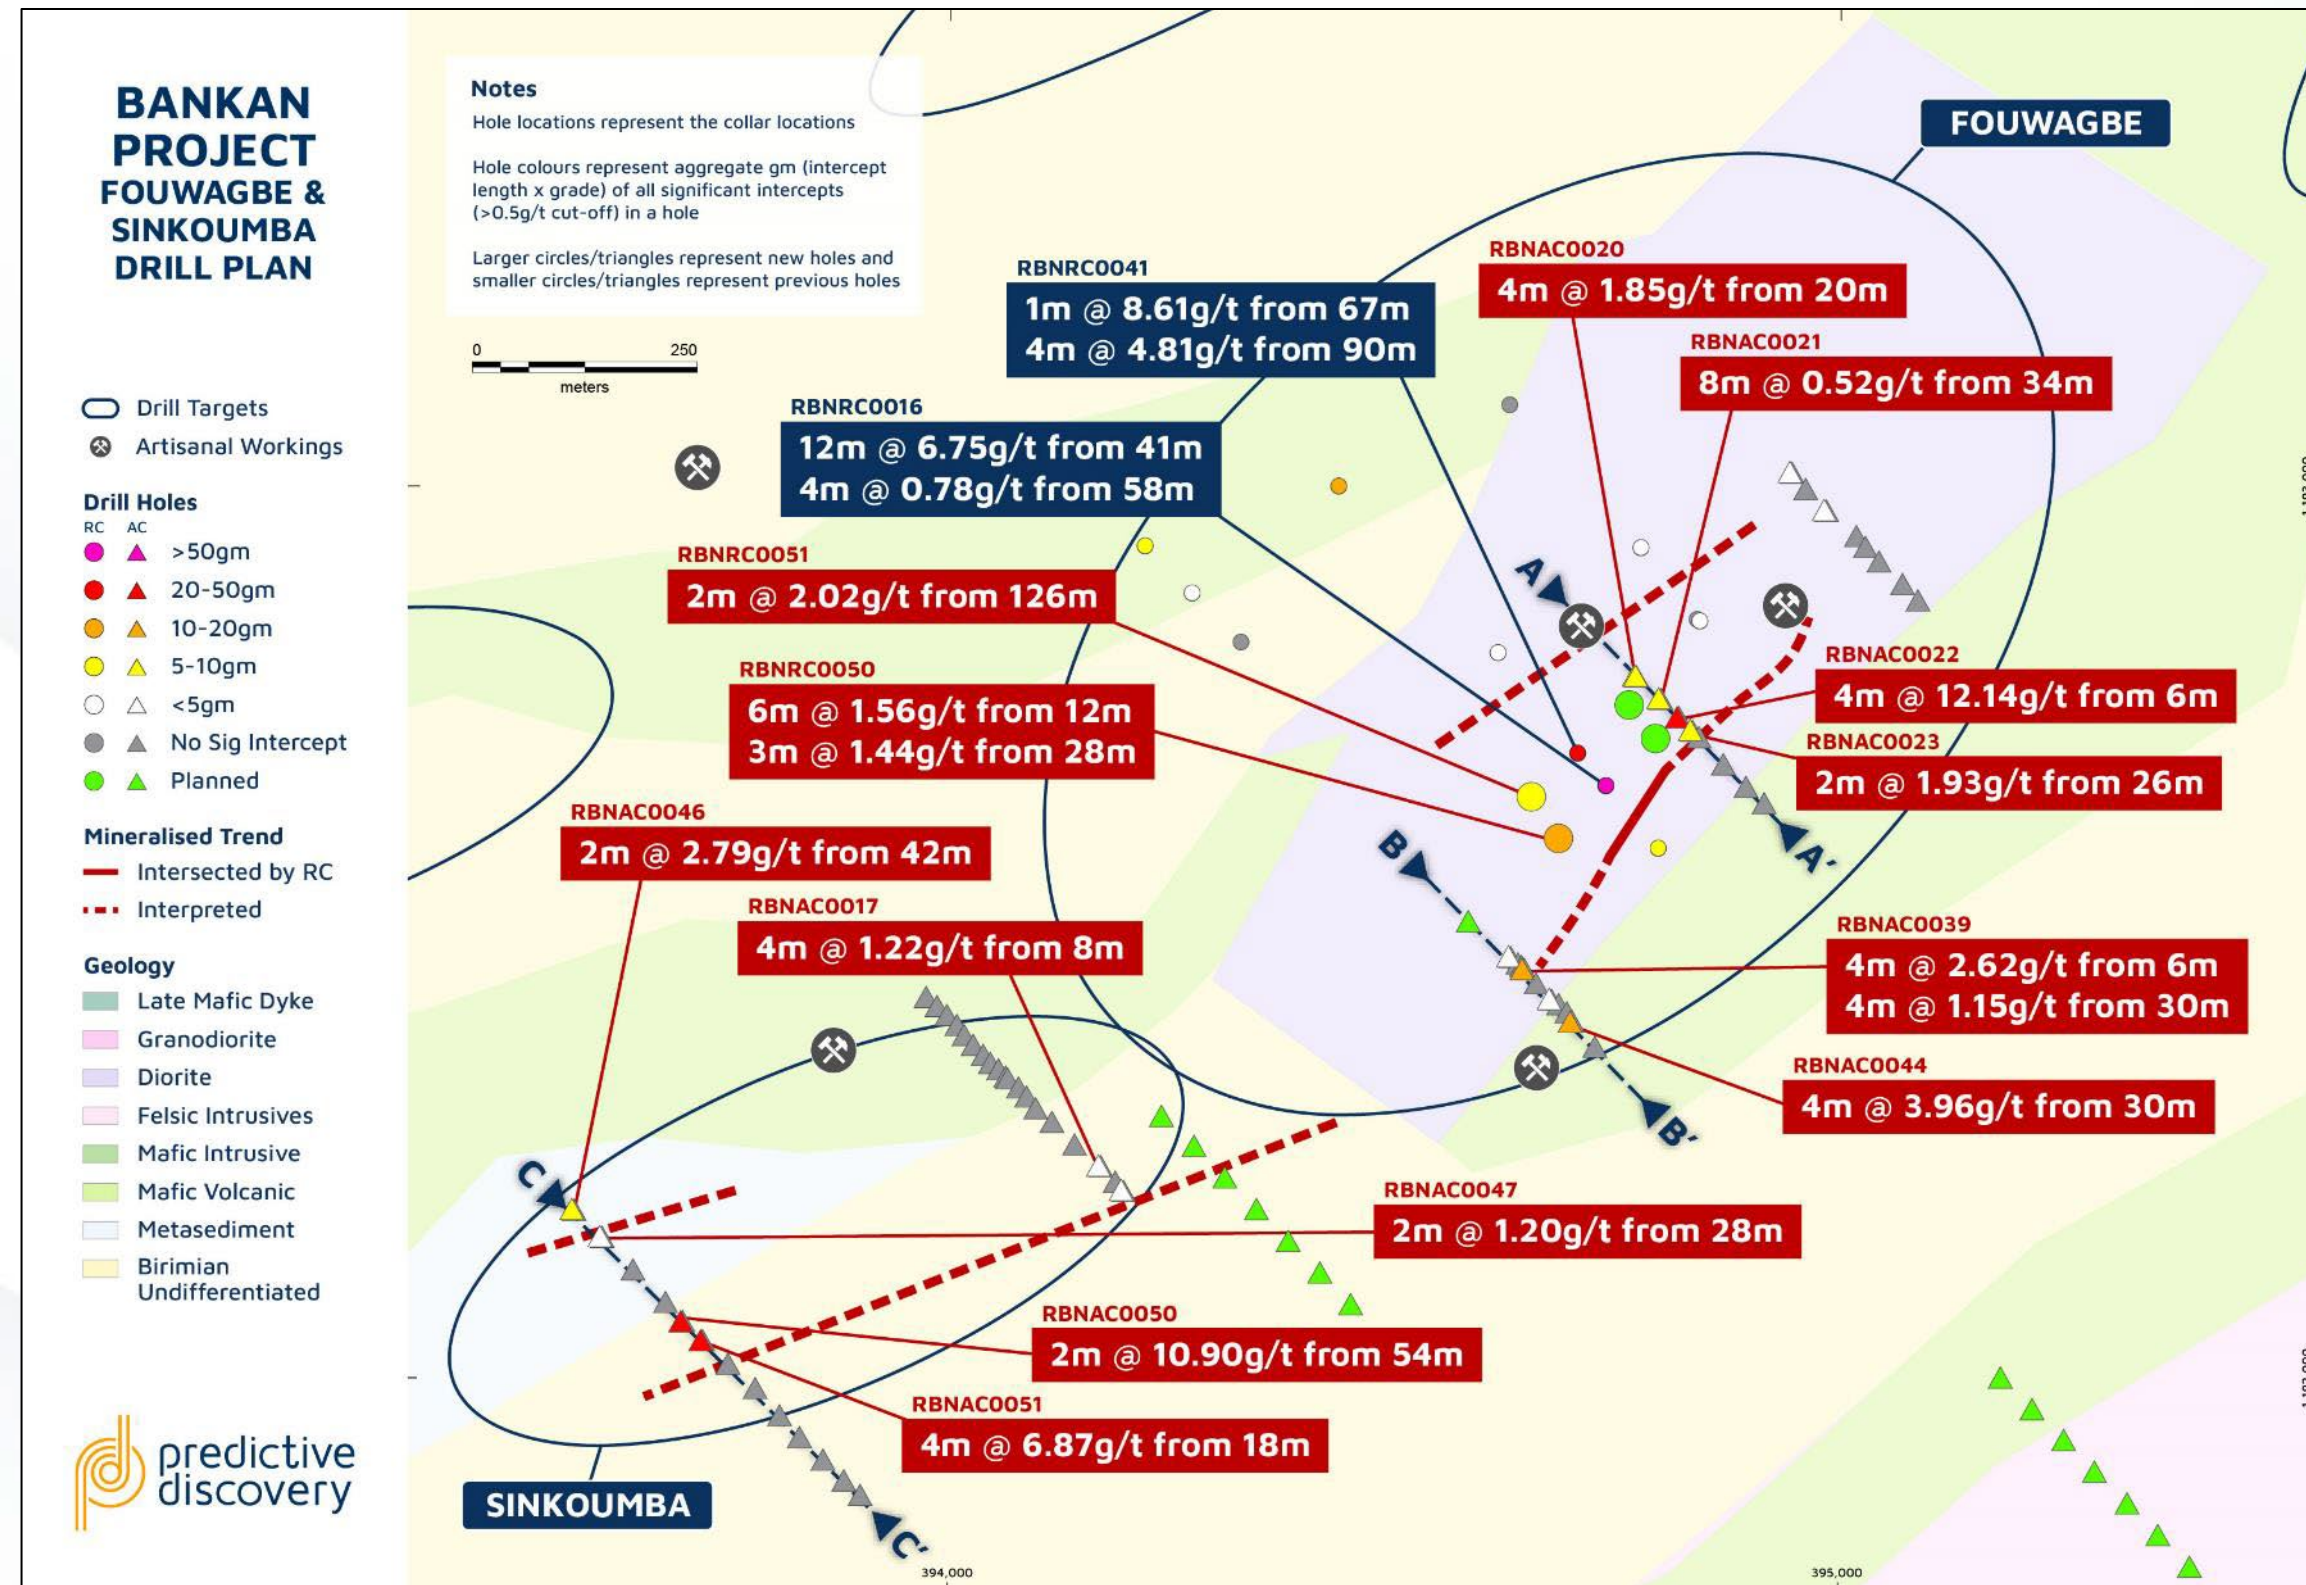 BANKAN
PROJECT
FOUWAGBE &
SINKOUMBA
DRILL PLAN
Drill Targets
Artisanal Workings
Drill Holes
RC AC
>50gm
20-50gm
10-20gm
5-10gm
<5gm
No Sig Intercept
Planned
Mineralised Trend
Intersected by RC
Interpreted
Geology
Late Mafic Dyke
Granodiorite
Diorite
Felsic Intrusives
Mafic Intrusive
Mafic Volcanic
Metasediment
Birimian
Undifferentiated
predictive
discovery
Notes
Hole locations represent the collar locations
Hole colours represent aggregate gm (intercept
length x grade) of all significant intercepts
(>0.5g/t cut-off) in a hole
Larger circles/triangles represent new holes and
smaller circles/triangles represent previous holes
0 250
meters
FOUWAGBE
RBNRC0041
1m @ 8.61g/t from 67m
4m @ 4.81g/t from 90m
RBNAC0020
4m @ 1.85g/t from 20m
RBNAC0021
8m @ 0.52g/t from 34m
RBNRC0016
12m @ 6.75g/t from 41m
4m @ 0.78g/t from 58m
RBNRC0051
2m @ 2.02g/t from 126m
RBNRC0050
6m @ 1.56g/t from 12m
3m @ 1.44g/t from 28m
A
RBNAC0022
4m @ 12.14g/t from 6m
RBNAC0023
2m @ 1.93g/t from 26m
A'
B
RBNAC0046
2m @ 2.79g/t from 42m
RBNAC0017
4m @ 1.22g/t from 8m
RBNAC0039
4m @ 2.62g/t from 6m
4m @ 1.15g/t from 30m
RBNAC0044
4m @ 3.96g/t from 30m
B'
C
RBNAC0047
2m @ 1.20g/t from 28m
RBNAC0050
2m @ 10.90g/t from 54m
RBNAC0051
4m @ 6.87g/t from 18m
SINKOUMBA
C'
394,000
395,000